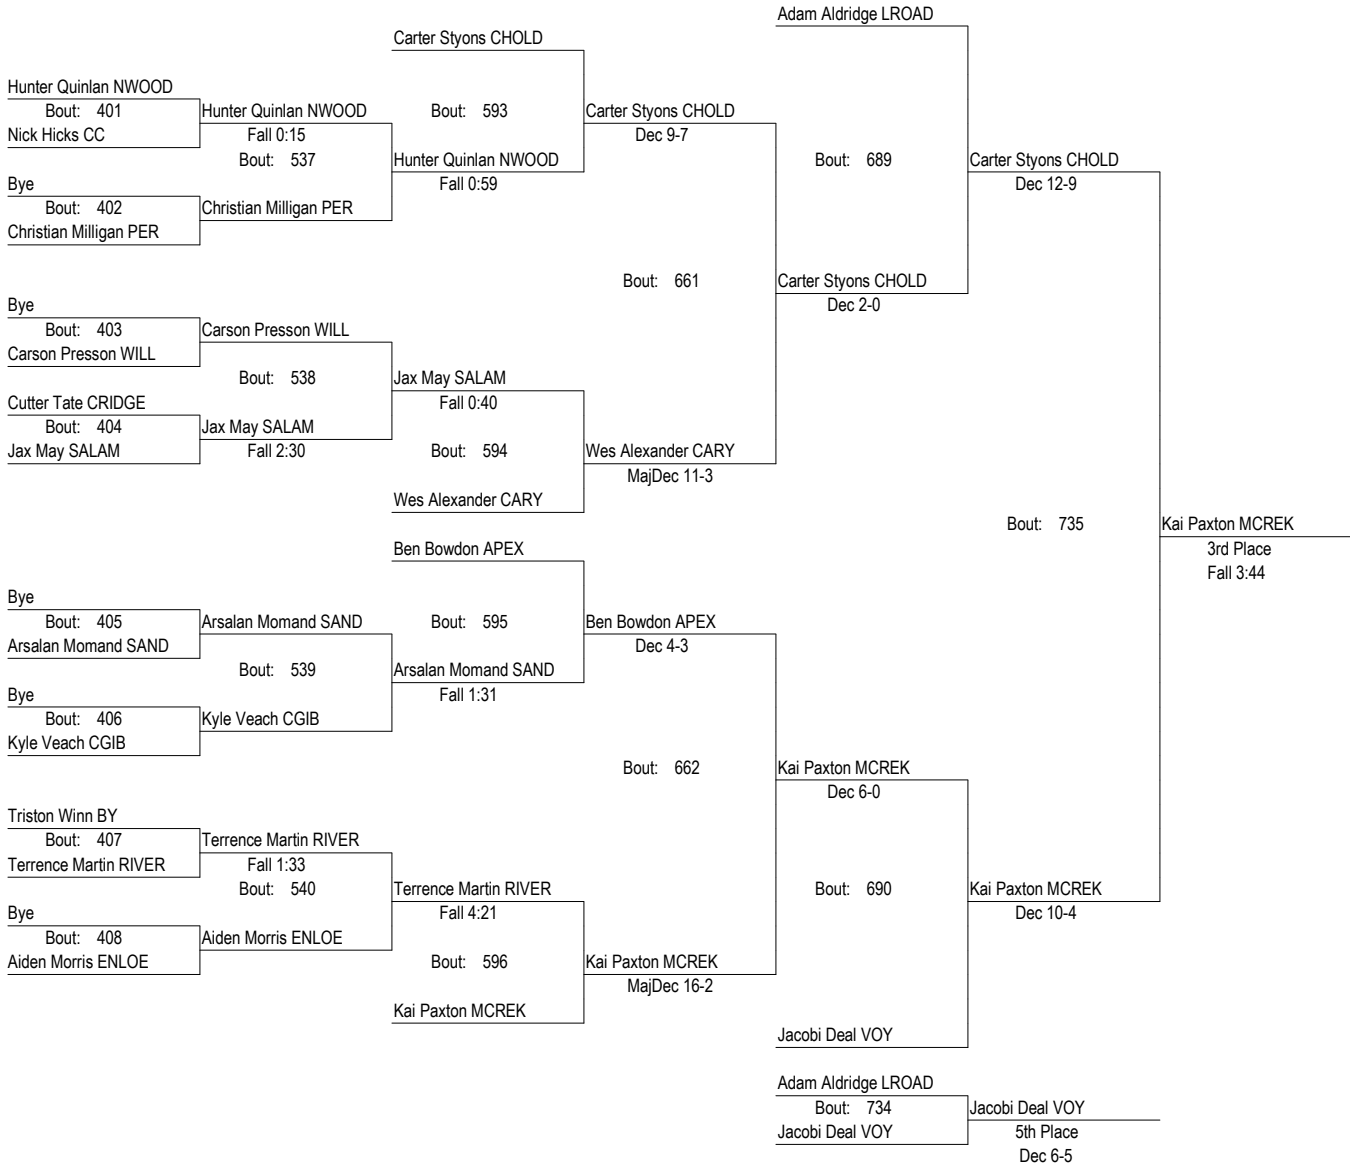 Adam Aldridge LROAD
Carter Styons CHOLD
Hunter Quinlan NWOOD
Bout: 401
Hunter Quinlan NWOOD
Bout: 593
Carter Styons CHOLD
Nick Hicks CC
Fall 0:15
Dec 9-7
Bout: 537
Hunter Quinlan NWOOD
Bout: 689
Carter Styons CHOLD
Bye
Fall 0:59
Dec 12-9
Bout: 402
Christian Milligan PER
Christian Milligan PER
Bout: 661
Carter Styons CHOLD
Bye
Dec 2-0
Bout: 403
Carson Presson WILL
Carson Presson WILL
Bout: 538
Jax May SALAM
Cutter Tate CRIDGE
Fall 0:40
Bout: 404
Jax May SALAM
Jax May SALAM
Fall 2:30
Bout: 594
Wes Alexander CARY
MajDec 11-3
Wes Alexander CARY
Bout: 735
Kai Paxton MCREK
Ben Bowdon APEX
3rd Place
Fall 3:44
Bye
Bout: 405
Arsalan Momand SAND
Bout: 595
Ben Bowdon APEX
Arsalan Momand SAND
Dec 4-3
Bout: 539
Arsalan Momand SAND
Bye
Fall 1:31
Bout: 406
Kyle Veach CGIB
Kyle Veach CGIB
Bout: 662
Kai Paxton MCREK
Dec 6-0
Triston Winn BY
Bout: 407
Terrence Martin RIVER
Terrence Martin RIVER
Fall 1:33
Bout: 540
Terrence Martin RIVER
Bout: 690
Kai Paxton MCREK
Bye
Fall 4:21
Dec 10-4
Bout: 408
Aiden Morris ENLOE
Aiden Morris ENLOE
Bout: 596
Kai Paxton MCREK
MajDec 16-2
Kai Paxton MCREK
Jacobi Deal VOY
Adam Aldridge LROAD
Bout: 734
Jacobi Deal VOY
Jacobi Deal VOY
5th Place
Dec 6-5